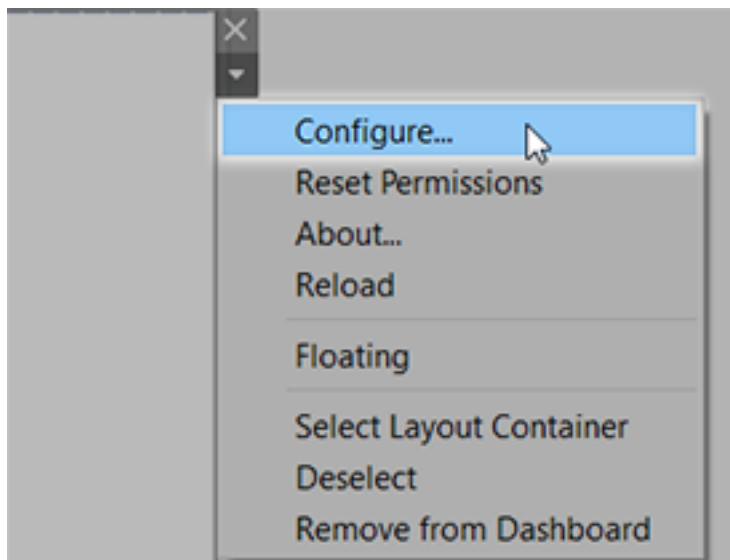 Configure...
Reset Permissions
About...
Reload
Floating
Select Layout Container
Deselect
Remove from Dashboard